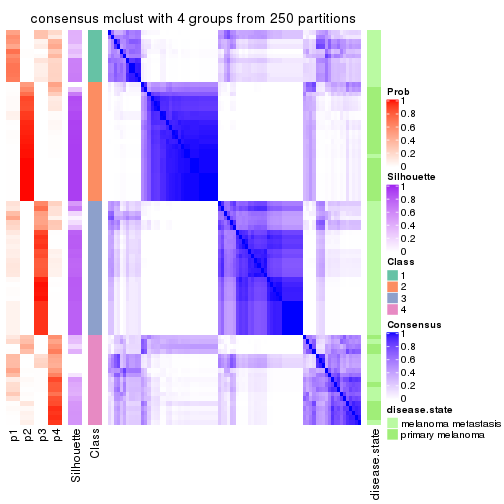 consensus mclust with 4 groups from 250 partitions
p1
p2
p3
p4
Silhouette
Class
disease.state
Prob
1
0.8
0.6
0.4
0.2
0
Silhouette
1
0.8
0.6
0.4
0.2
0
Class
1
2
3
4
Consensus
1
0.8
0.6
0.4
0.2
0
disease.state
melanoma metastasis
primary melanoma